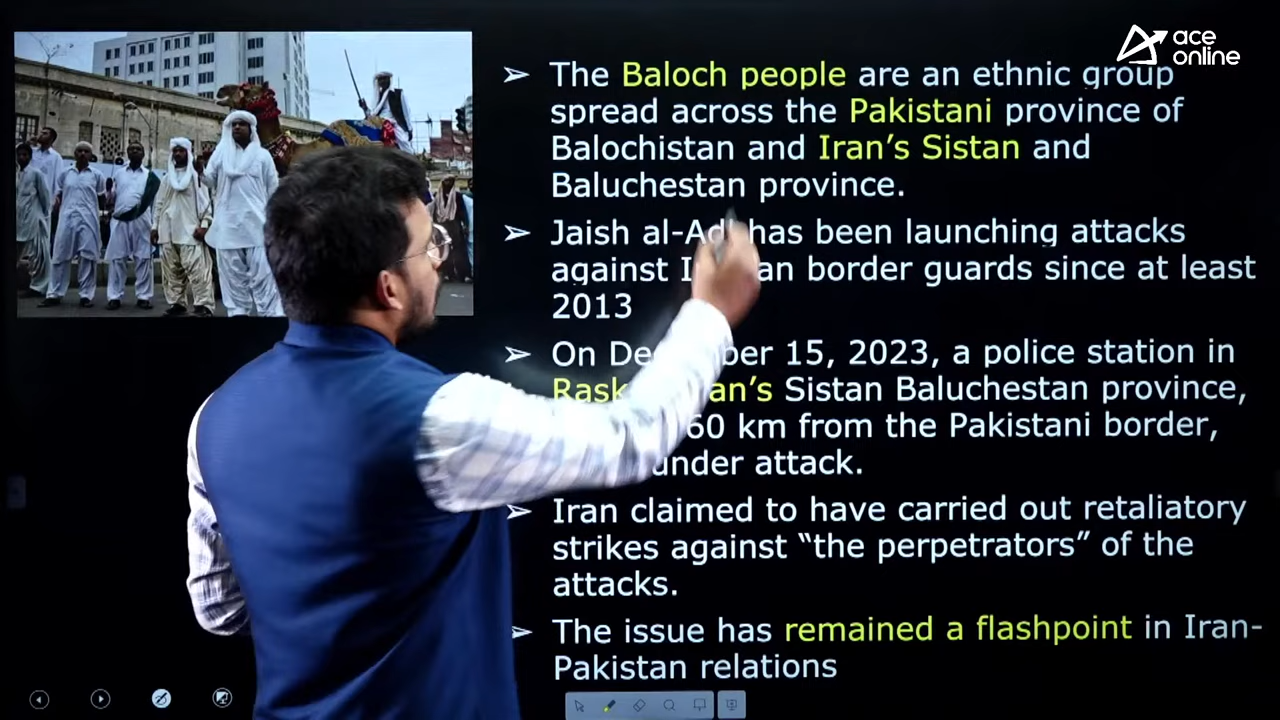 ace
online
➢ The Baloch people are an ethnic group
spread across the Pakistani province of
Balochistan and Iran's Sistan and
Baluchestan province.
➢ Jaish al-Ad has been launching attacks
against an border guards since at least
2013
➢ On ber 15, 2023, a police station in
Rask an's Sistan Baluchestan province,
60 km from the Pakistani border,
under attack.
➢ Iran claimed to have carried out retaliatory
strikes against “the perpetrators” of the
attacks.
➢ The issue has remained a flashpoint in Iran-
Pakistan relations